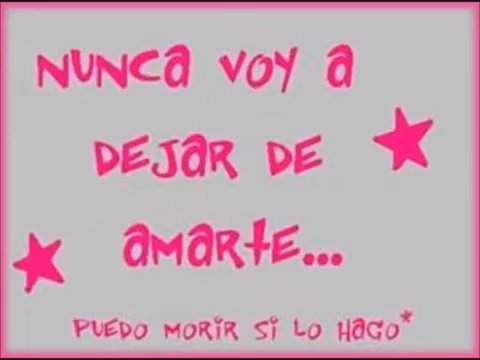 NUNCA VOY A
DEJAR DE
AMARTE...
PUEDO MORIR SI LO HAGO*